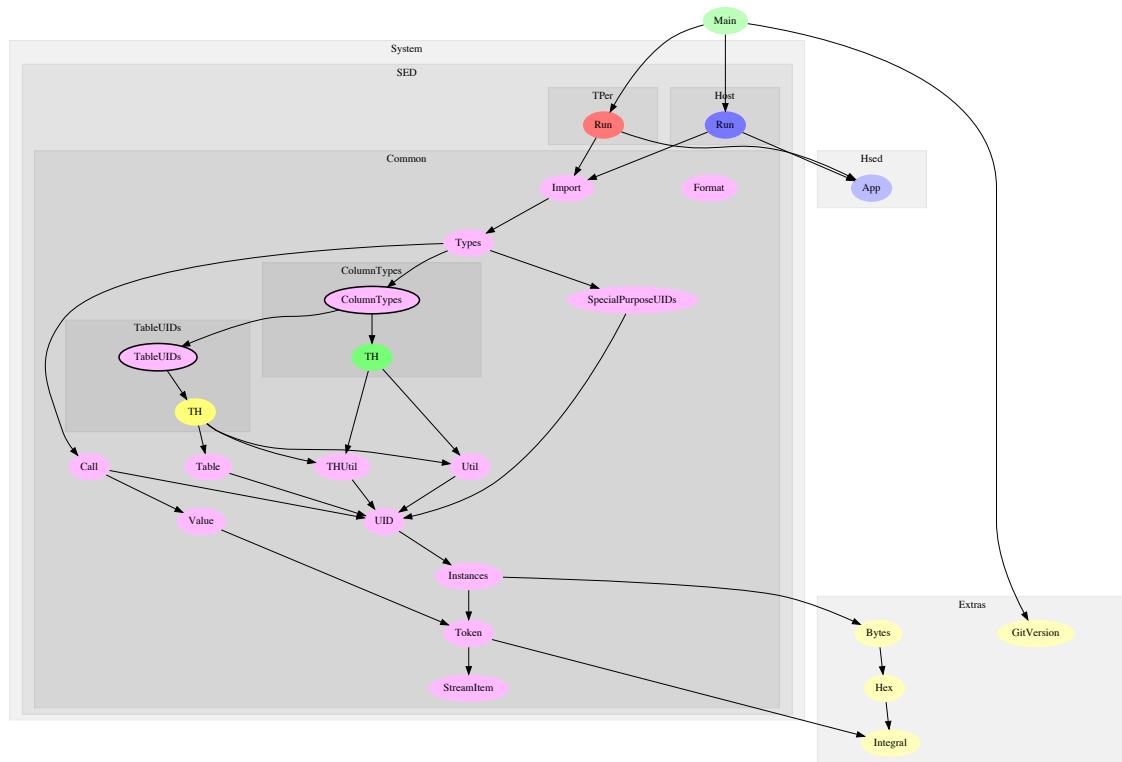 Main
System
SED
TPer
Host
Run
Run
Common
Hsed
Import
Format
App
Types
ColumnTypes
ColumnTypes
SpecialPurposeUIDs
TableUIDs
TableUIDs
TH
TH
Call
Table
THUtil
Util
Value
UID
Instances
Extras
Token
Bytes
GitVersion
StreamItem
Hex
Integral